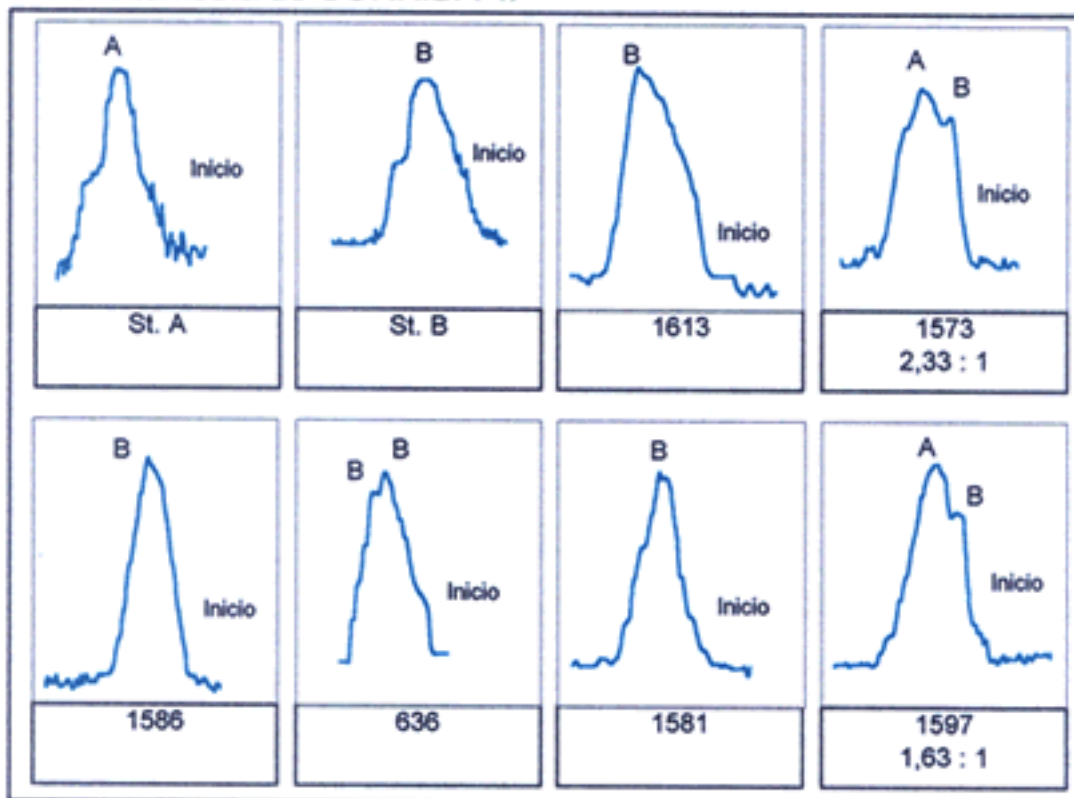 A
Inicio
St. A
B
Inicio
St. B
B
Inicio
1613
A
B
Inicio
1573
2,33 : 1
B
Inicio
1586
B
B
Inicio
636
B
Inicio
1581
A
B
Inicio
1597
1,63 : 1